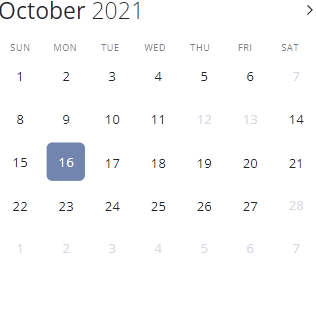 October 2021
SUN MON TUE WED THU FRI SAT
1 2 3 4 5 6 7
8 9 10 11 12 13 14
15 16 17 18 19 20 21
22 23 24 25 26 27 28
1 2 3 4 5 6 7